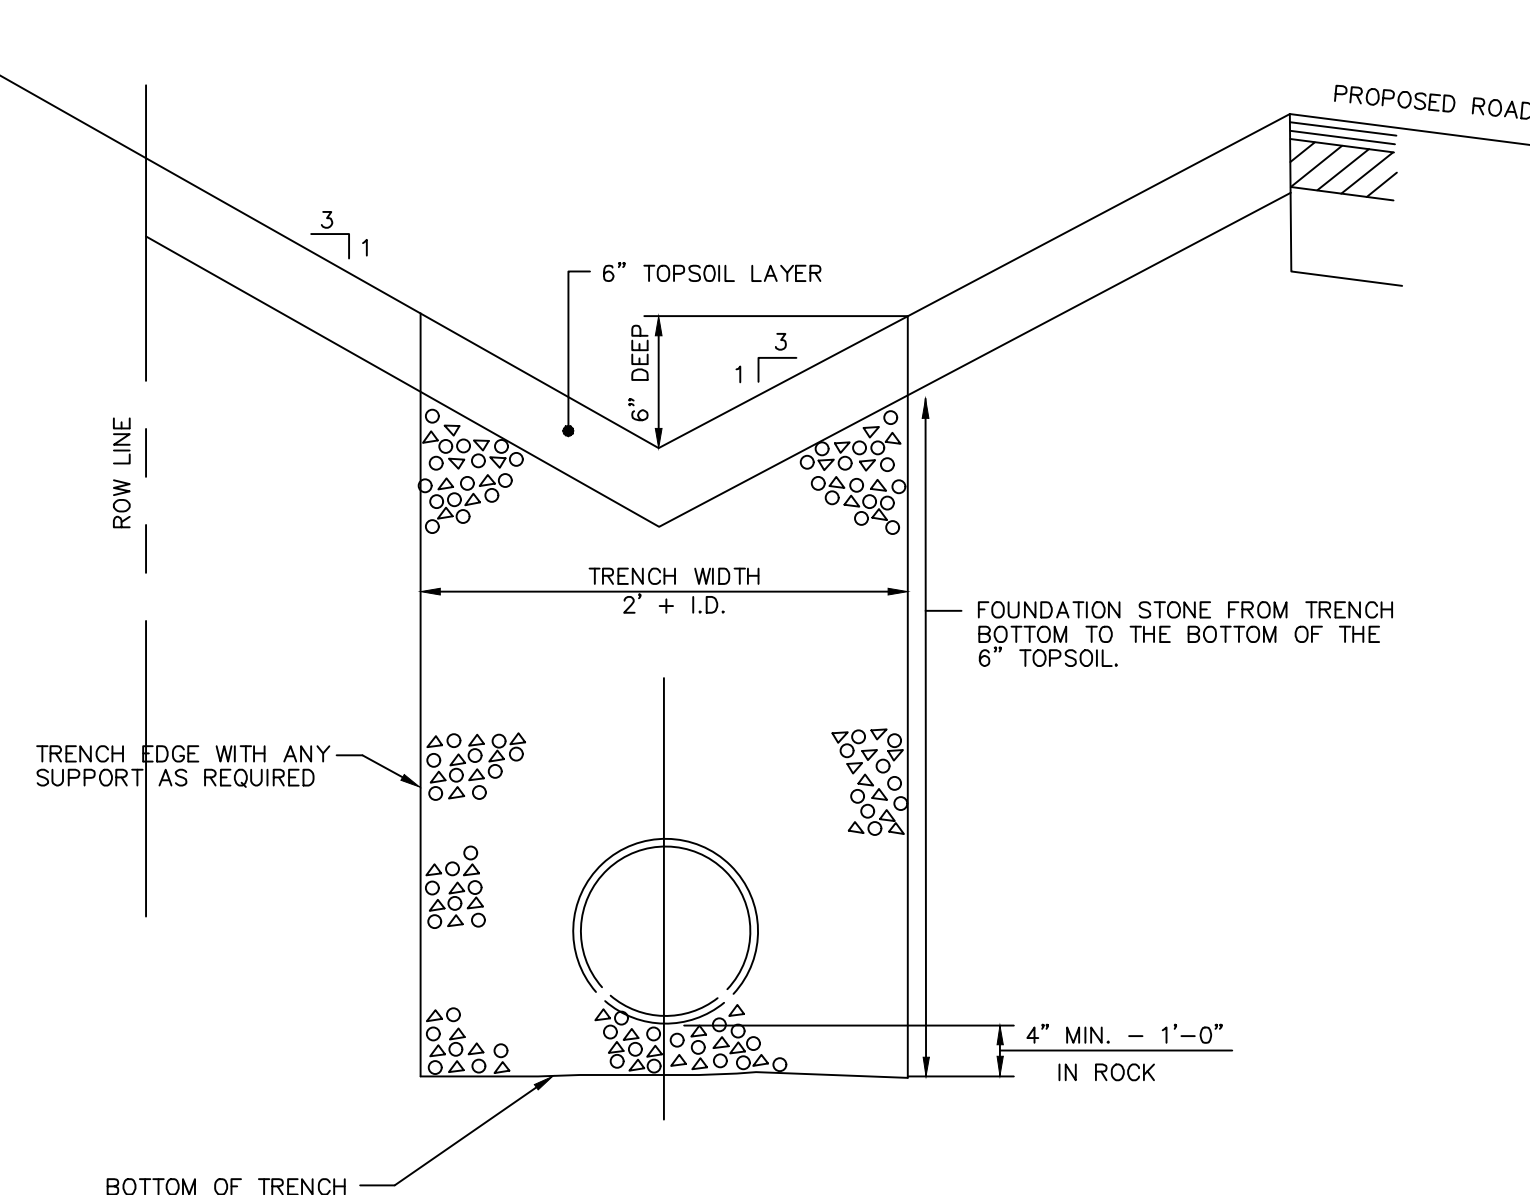 PROPOSED ROAD
3
1
6” TOPSOIL LAYER
6” DEEP
3
1
ROW LINE
TRENCH WIDTH
2' + I.D.
FOUNDATION STONE FROM TRENCH
BOTTOM TO THE BOTTOM OF THE
6” TOPSOIL.
TRENCH EDGE WITH ANY
SUPPORT AS REQUIRED
4” MIN. – 1'-0”
IN ROCK
BOTTOM OF TRENCH